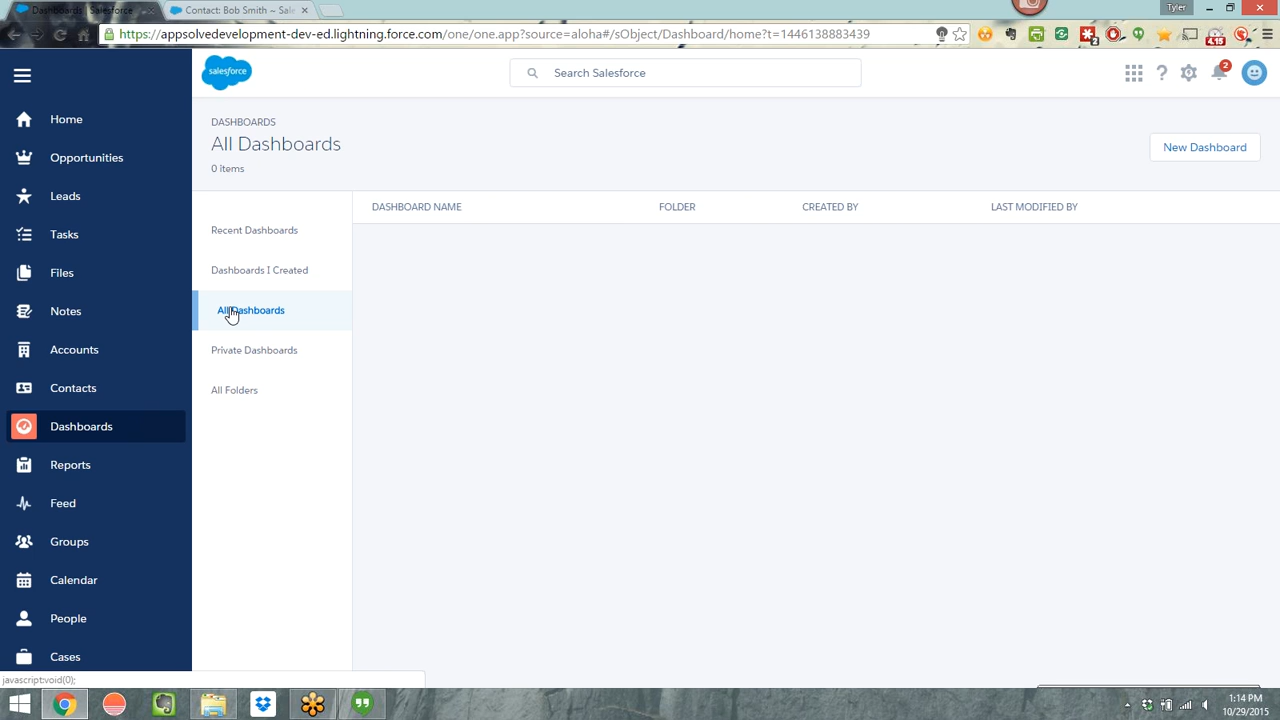 Dashboards | Salesforce
Contact: Bob Smith ~ Sale
Tyler
https://appsolvedevelopment-dev-ed.lightning.force.com/one/one.app?source=aloha#/sObject/Dashboard/home?t=1446138883439
salesforce
Search Salesforce
2
Home
Opportunities
Leads
Tasks
Files
Notes
Accounts
Contacts
Dashboards
Reports
Feed
Groups
Calendar
People
Cases
DASHBOARDS
All Dashboards
0 items
New Dashboard
Recent Dashboards
Dashboards I Created
All Dashboards
Private Dashboards
All Folders
DASHBOARD NAME
FOLDER
CREATED BY
LAST MODIFIED BY
javascript:void(0);
1:14 PM
10/29/2015